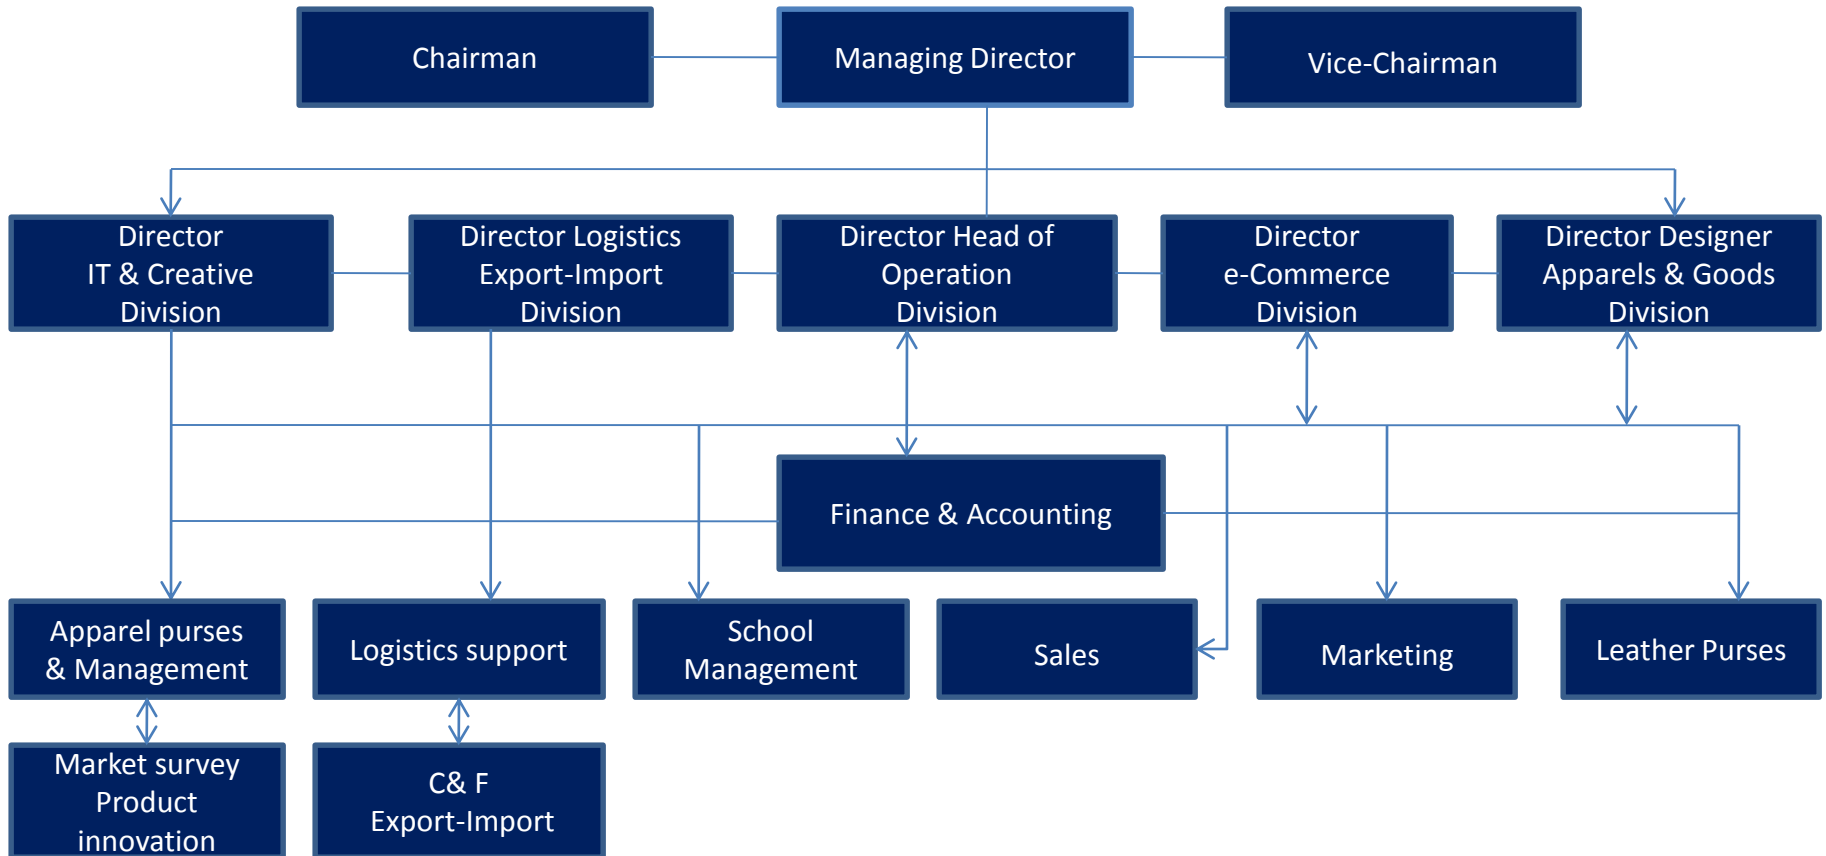 Chairman
Managing Director
Vice-Chairman
Director
IT & Creative
Division
Director Logistics
Export-Import
Division
Director Head of
Operation
Division
Director
e-Commerce
Division
Director Designer
Apparels & Goods
Division
Finance & Accounting
Apparel purses
& Management
Logistics support
School
Management
Sales
Marketing
Leather Purses
Market survey
Product
innovation
C& F
Export-Import